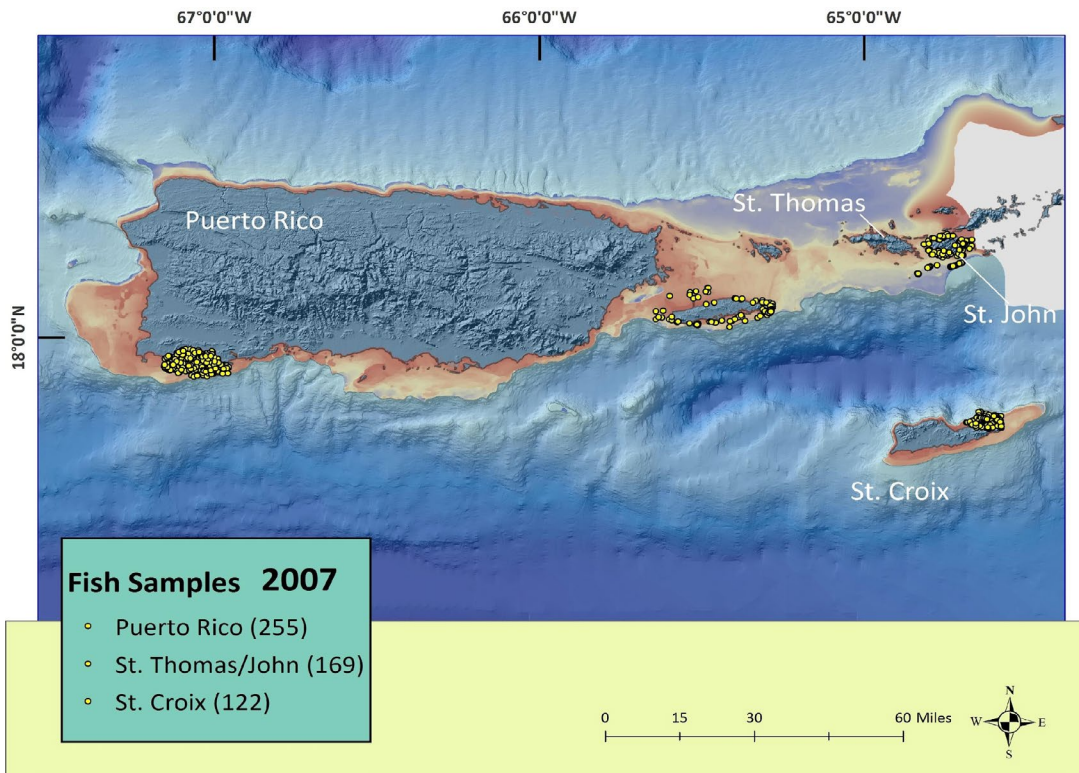 67°0'0"W 66°0'0"W 65°0'0"W
18°0'0"N
Puerto Rico
St. Thomas
St. John
St. Croix
Fish Samples 2007
Puerto Rico (255)
St. Thomas/John (169)
St. Croix (122)
0 15 30 60 Miles
N
W E
S